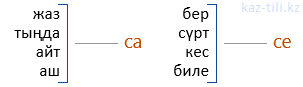 kaz-tili.kz
жаз
тыңда
айт
аш
са
бер
сүрт
кес
биле
се